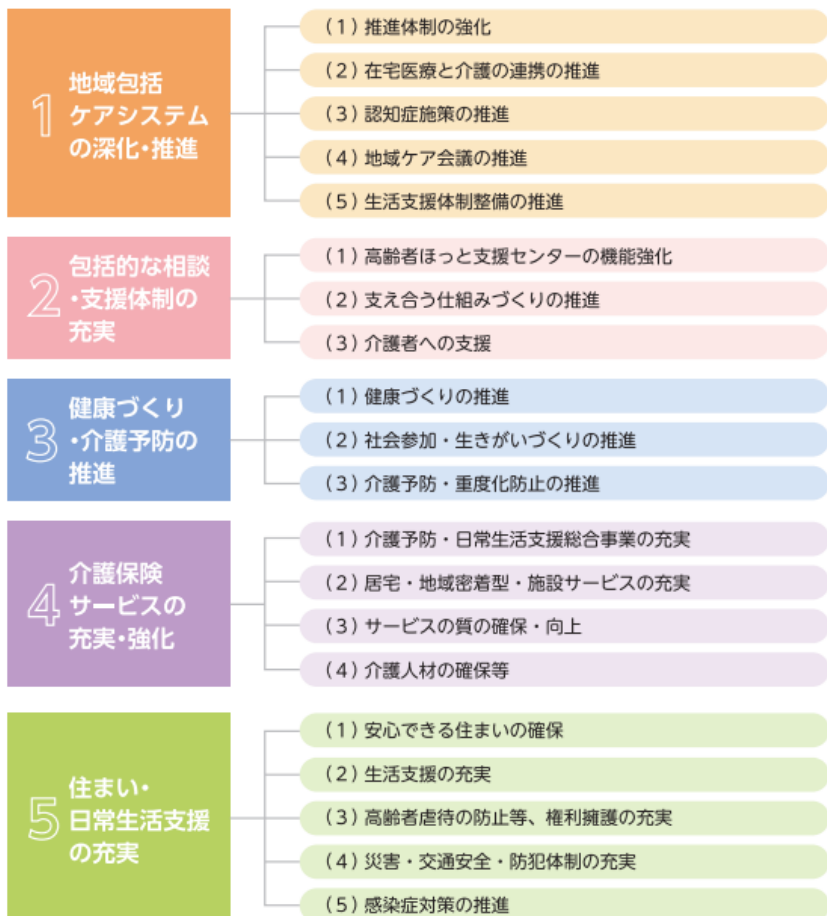 1
地域包括
ケアシステム
の深化・推進
（1）推進体制の強化
（2）在宅医療と介護の連携の推進
（3）認知症施策の推進
（4）地域ケア会議の推進
（5）生活支援体制整備の推進
2
包括的な相談
・支援体制の
充実
（1）高齢者ほっと支援センターの機能強化
（2）支え合う仕組みづくりの推進
（3）介護者への支援
3
健康づくり
・介護予防の
推進
（1）健康づくりの推進
（2）社会参加・生きがいづくりの推進
（3）介護予防・重度化防止の推進
4
介護保険
サービスの
充実・強化
（1）介護予防・日常生活支援総合事業の充実
（2）居宅・地域密着型・施設サービスの充実
（3）サービスの質の確保・向上
（4）介護人材の確保等
5
住まい・
日常生活支援
の充実
（1）安心できる住まいの確保
（2）生活支援の充実
（3）高齢者虐待の防止等、権利擁護の充実
（4）災害・交通安全・防犯体制の充実
（5）感染症対策の推進